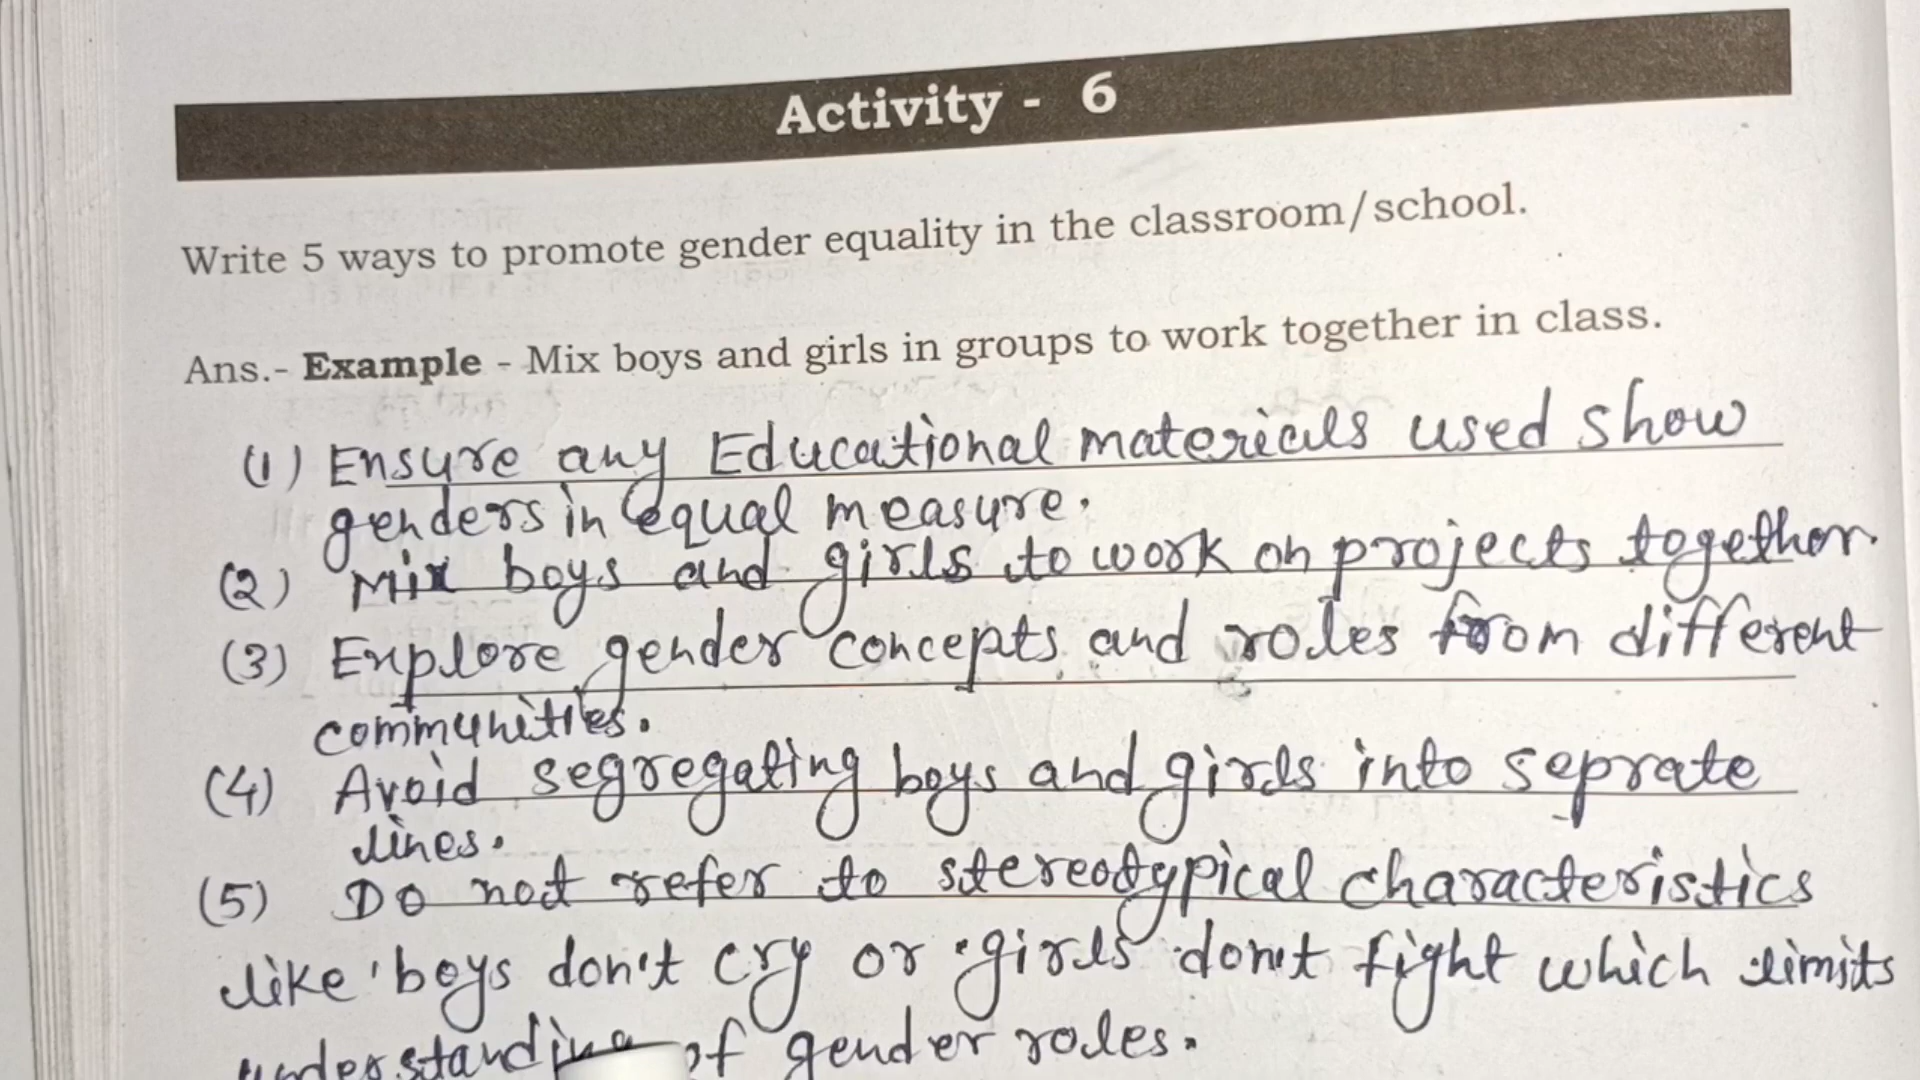 Activity - 6
Write 5 ways to promote gender equality in the classroom/school.
Ans.- Example - Mix boys and girls in groups to work together in class.
(1) Ensure any Educational materials used show
genders in equal measure.
(2) Mix boys and girls to work on projects together.
(3) Explore gender concepts and roles from different
communities.
(4) Avoid segregating boys and girls into seprate
lines.
(5) Do not refer to stereotypical characteristics
like 'boys don't cry or 'girls' don't fight which limits
understanding of gender roles.